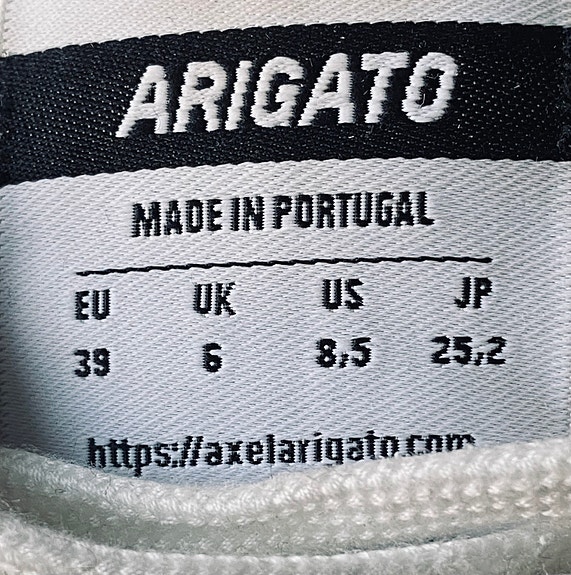 ARIGATO
MADE IN PORTUGAL
EU UK US JP
39 6 8,5 25,2
https://axelarigato.com